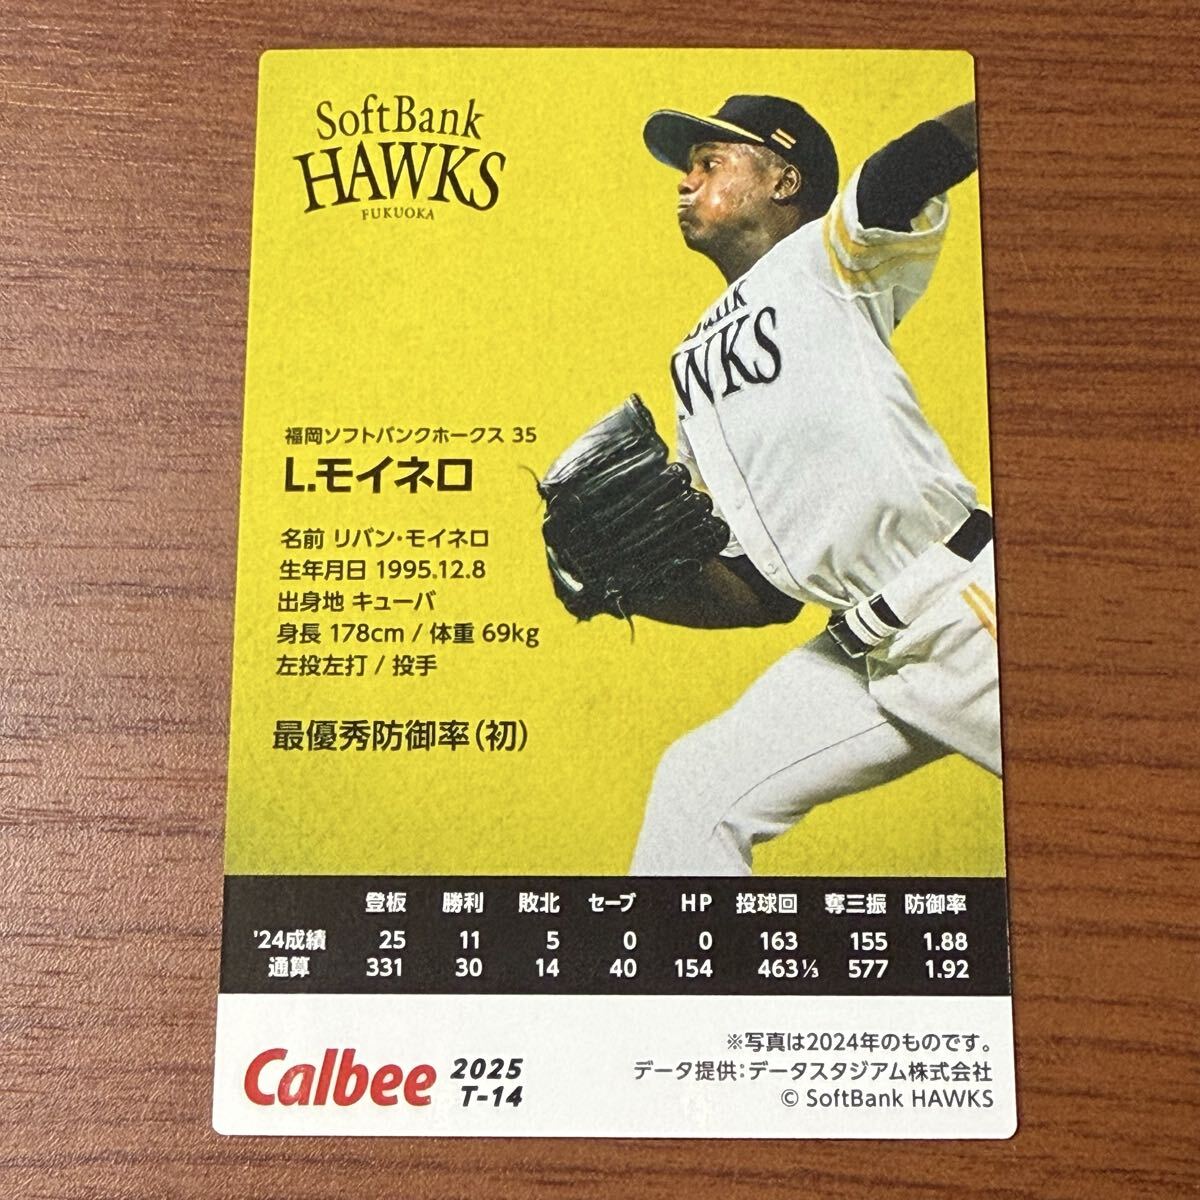 SoftBank
HAWKS
FUKUOKA
Bank
HAWKS
福岡ソフトバンクホークス 35
L.モイネロ
名前 リバン・モイネロ
生年月日 1995.12.8
出身地 キューバ
身長 178cm / 体重 69kg
左投左打 / 投手
最優秀防御率(初)
登板 勝利 敗北 セーブ HP 投球回 奪三振 防御率
'24成績 25 11 5 0 0 163 155 1.88
通算 331 30 14 40 154 463⅓ 577 1.92
Calbee 2025
T-14
※写真は2024年のものです。
データ提供:データスタジアム株式会社
© SoftBank HAWKS